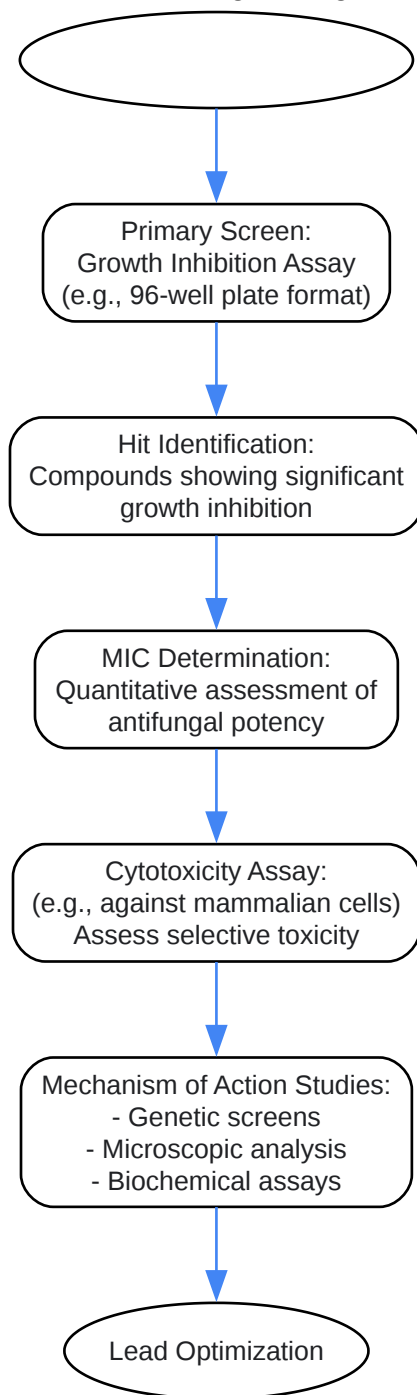 Primary Screen:
Growth Inhibition Assay
(e.g., 96-well plate format)
Hit Identification:
Compounds showing significant
growth inhibition
MIC Determination:
Quantitative assessment of
antifungal potency
Cytotoxicity Assay:
(e.g., against mammalian cells)
Assess selective toxicity
Mechanism of Action Studies:
- Genetic screens
- Microscopic analysis
- Biochemical assays
Lead Optimization